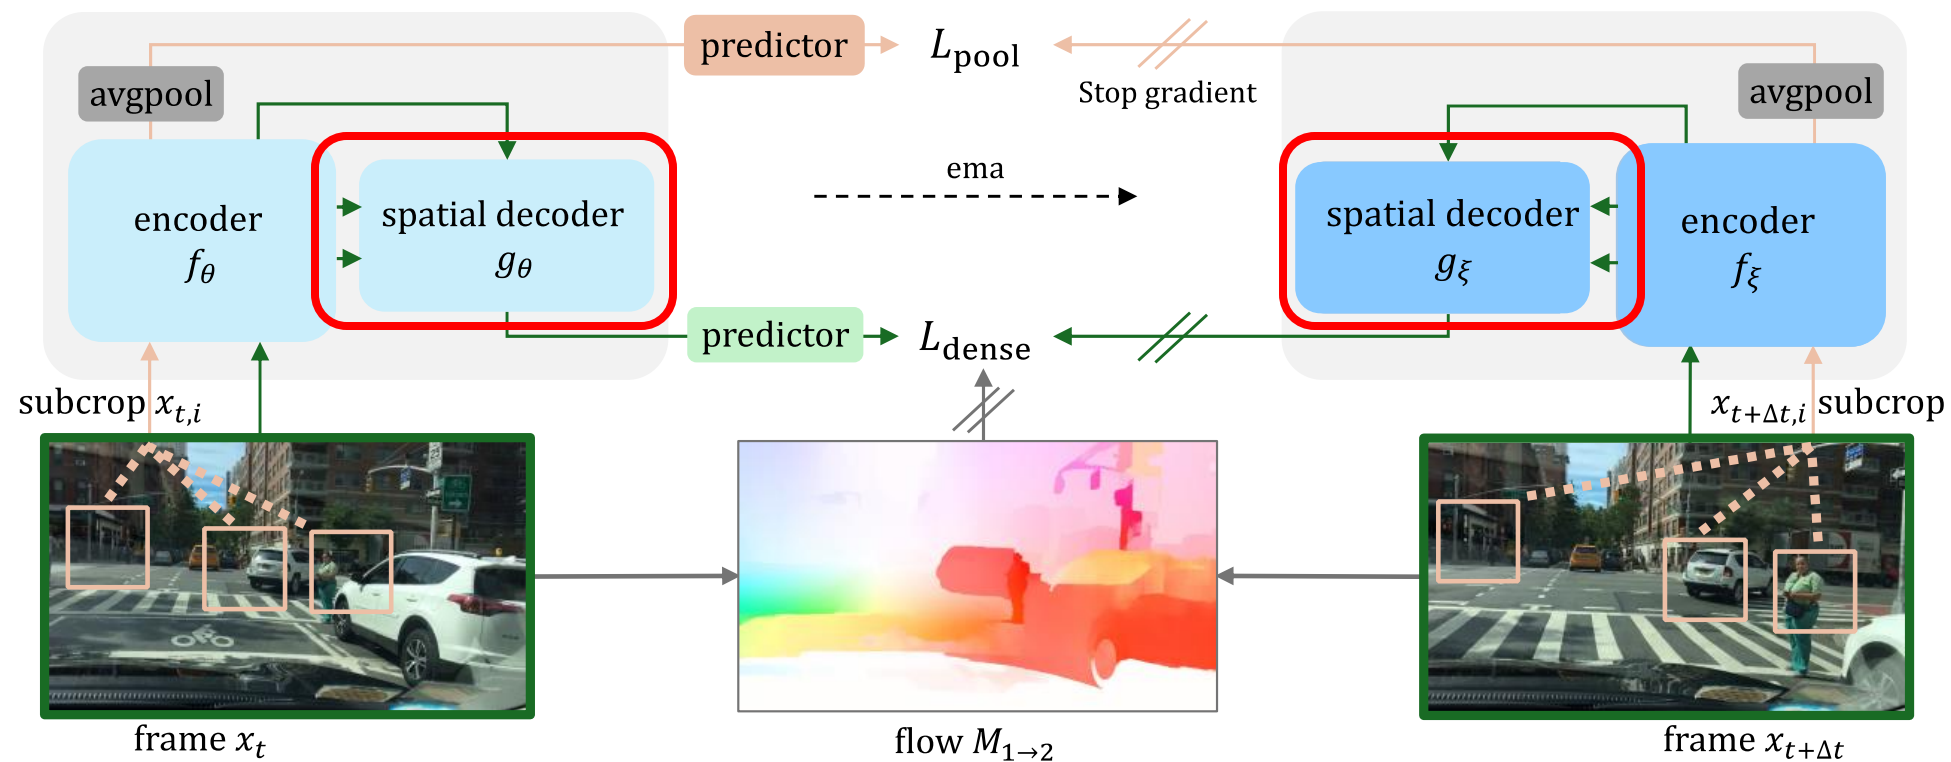 predictor
L_pool
Stop gradient
avgpool
avgpool
ema
encoder
f_θ
spatial decoder
g_θ
spatial decoder
g_ξ
encoder
f_ξ
predictor
L_dense
subcrop x_{t,i}
x_{t+Δt,i} subcrop
25
frame x_t
flow M_{1→2}
frame x_{t+Δt}